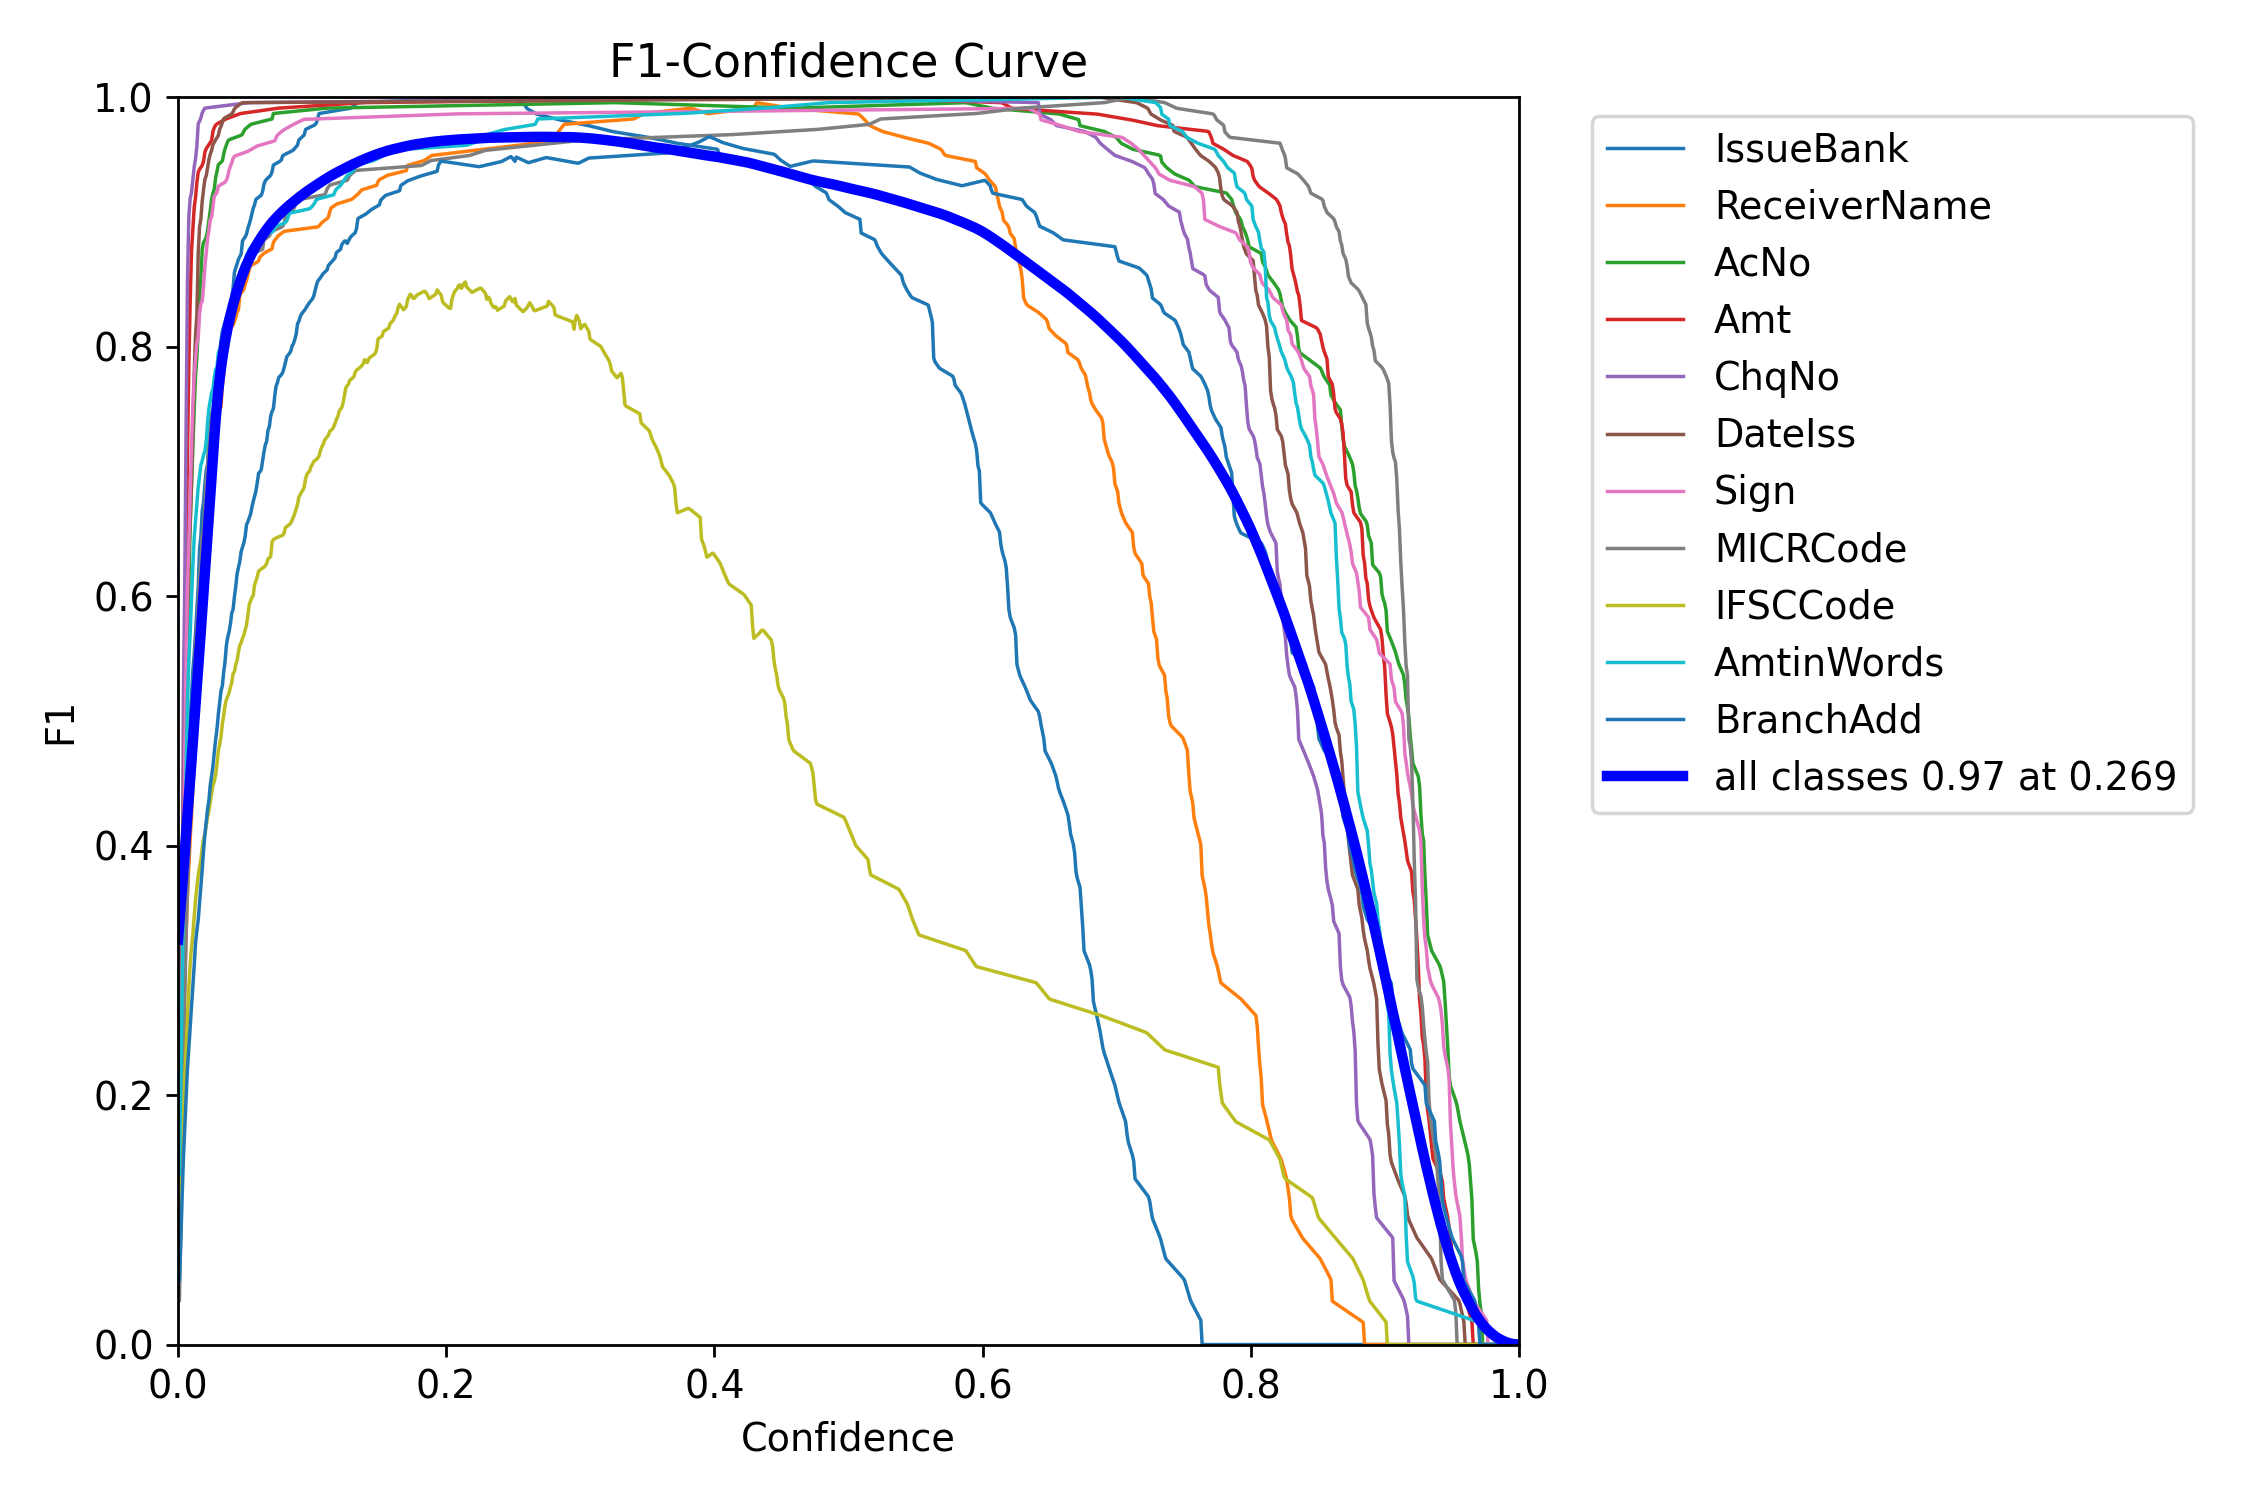 F1-Confidence Curve
1.0
0.8
0.6
0.4
0.2
0.0
F1
0.0 0.2 0.4 0.6 0.8 1.0
Confidence
IssueBank
ReceiverName
AcNo
Amt
ChqNo
DateIss
Sign
MICRCode
IFSCCode
AmtinWords
BranchAdd
all classes 0.97 at 0.269